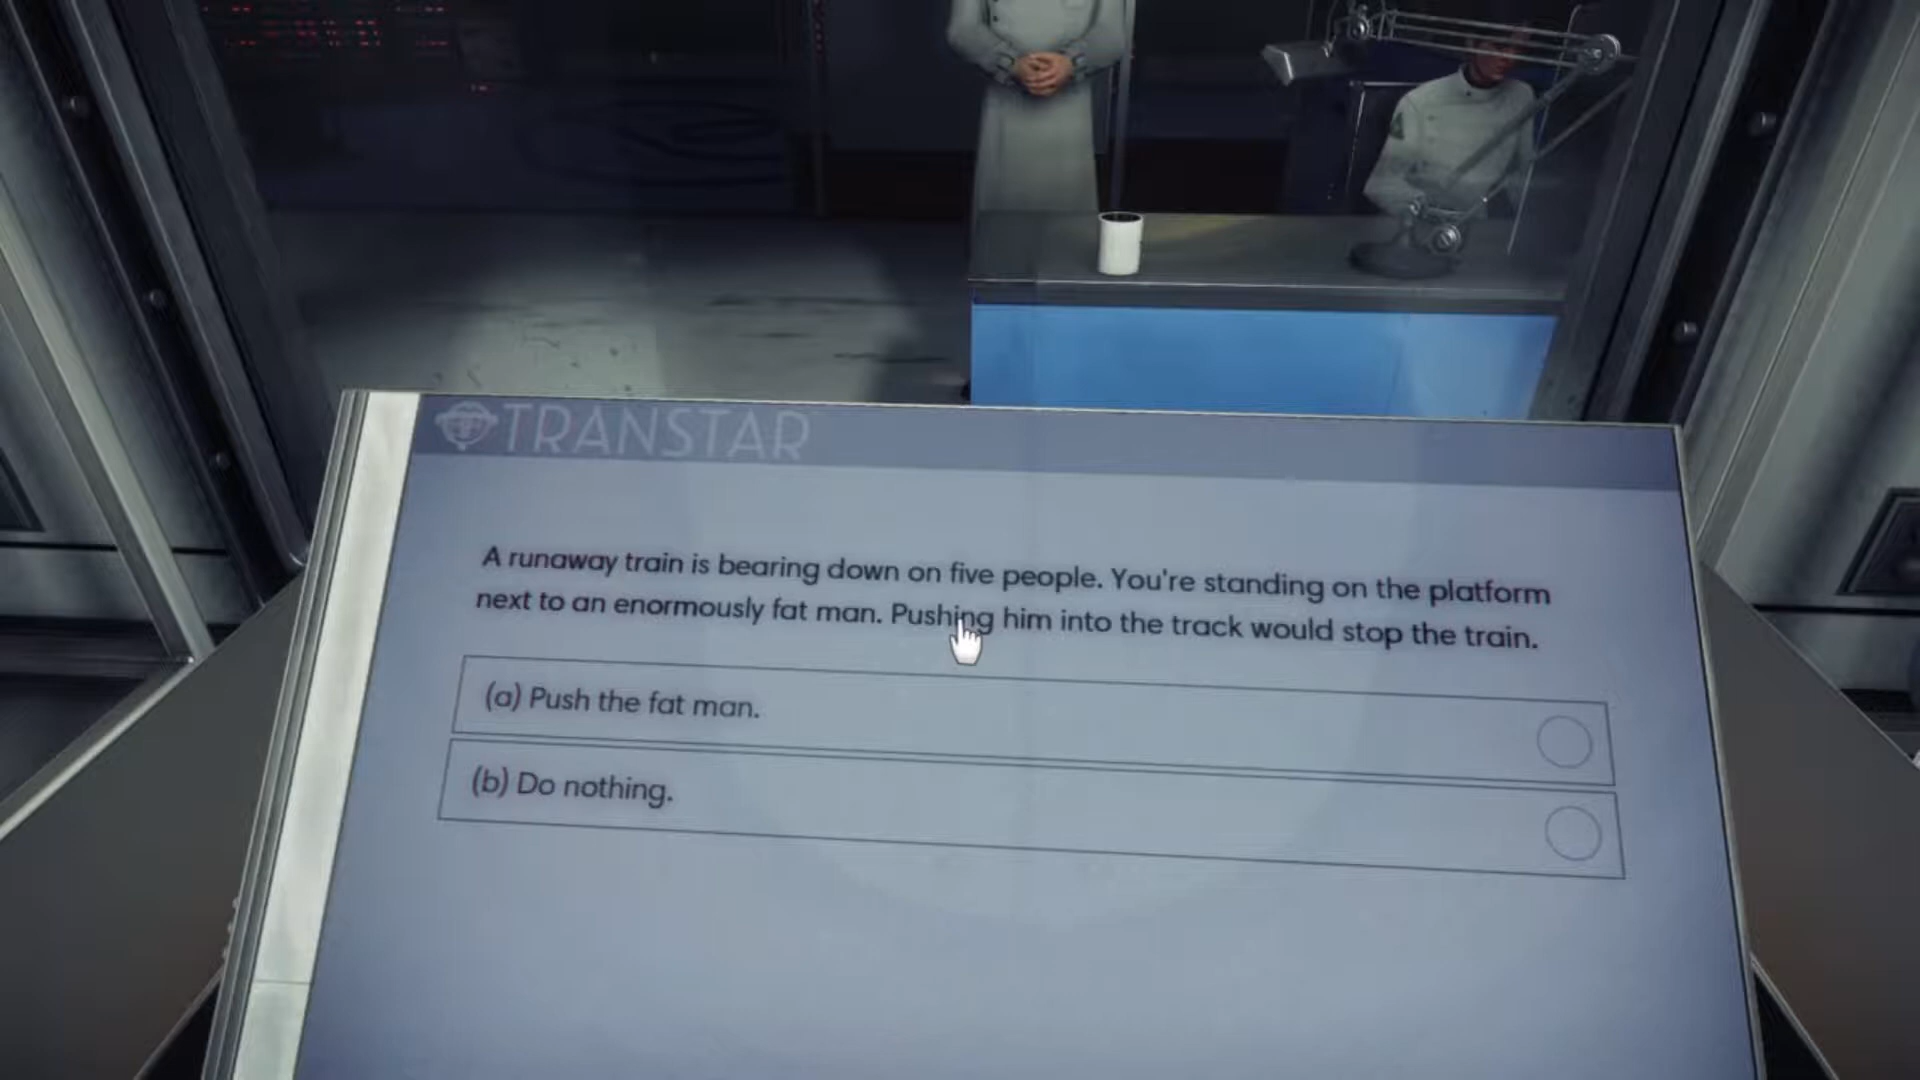 TRANSTAR
A runaway train is bearing down on five people. You're standing on the platform
next to an enormously fat man. Pushing him into the track would stop the train.
(a) Push the fat man.
(b) Do nothing.